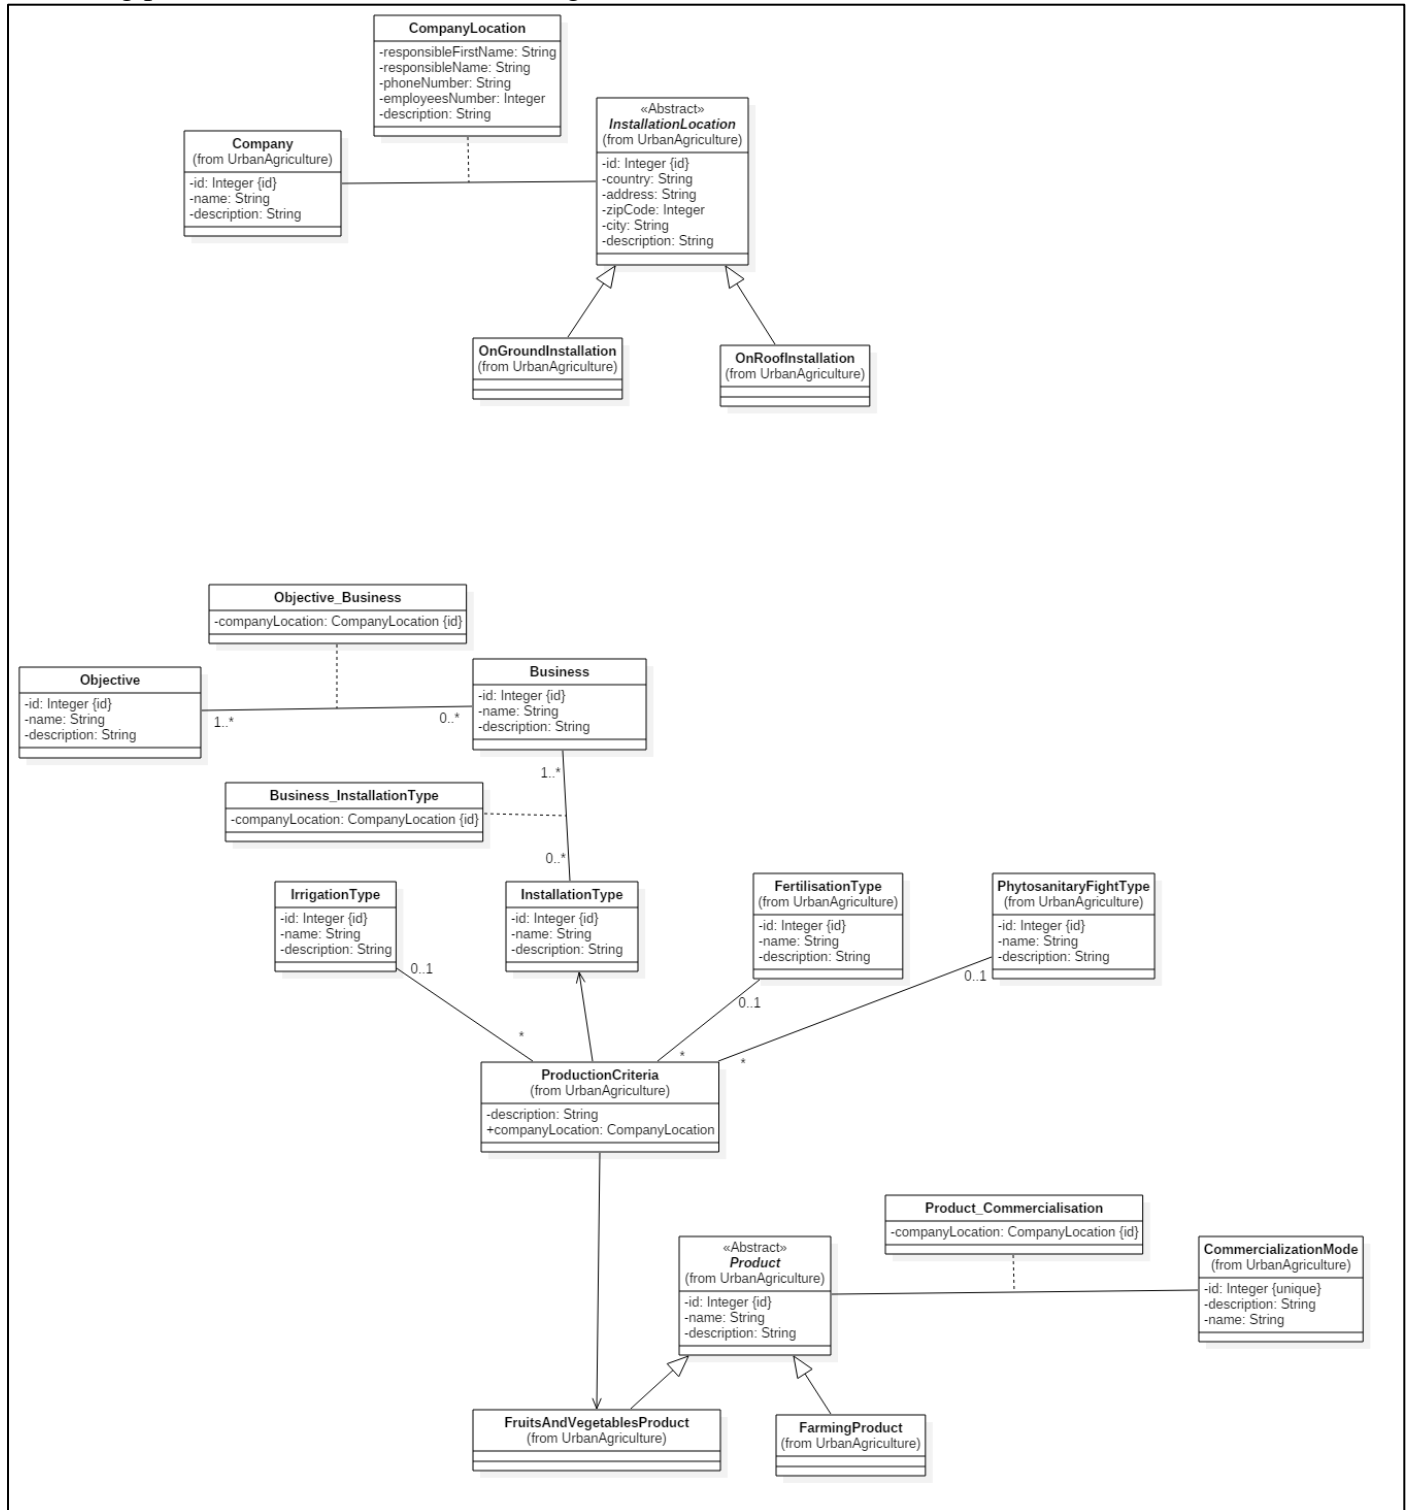 CompanyLocation
-responsibleFirstName: String
-responsibleName: String
-phoneNumber: String
-employeesNumber: Integer
-description: String
«Abstract»
InstallationLocation
(from UrbanAgriculture)
-id: Integer {id}
-country: String
-address: String
-zipCode: Integer
-city: String
-description: String
Company
(from UrbanAgriculture)
-id: Integer {id}
-name: String
-description: String
OnGroundInstallation
(from UrbanAgriculture)
OnRoofInstallation
(from UrbanAgriculture)
Objective_Business
-companyLocation: CompanyLocation {id}
Objective
-id: Integer {id}
-name: String
-description: String
1..*
0..*
Business
-id: Integer {id}
-name: String
-description: String
1..*
Business_InstallationType
-companyLocation: CompanyLocation {id}
0..*
IrrigationType
-id: Integer {id}
-name: String
-description: String
0..1
InstallationType
-id: Integer {id}
-name: String
-description: String
FertilisationType
(from UrbanAgriculture)
-id: Integer {id}
-name: String
-description: String
0..1
PhytosanitaryFightType
(from UrbanAgriculture)
-id: Integer {id}
-name: String
-description: String
0..1
*
*
*
ProductionCriteria
(from UrbanAgriculture)
-description: String
+companyLocation: CompanyLocation
Product_Commercialisation
-companyLocation: CompanyLocation {id}
«Abstract»
Product
(from UrbanAgriculture)
-id: Integer {id}
-name: String
-description: String
CommercializationMode
(from UrbanAgriculture)
-id: Integer {unique}
-description: String
-name: String
FruitsAndVegetablesProduct
(from UrbanAgriculture)
FarmingProduct
(from UrbanAgriculture)